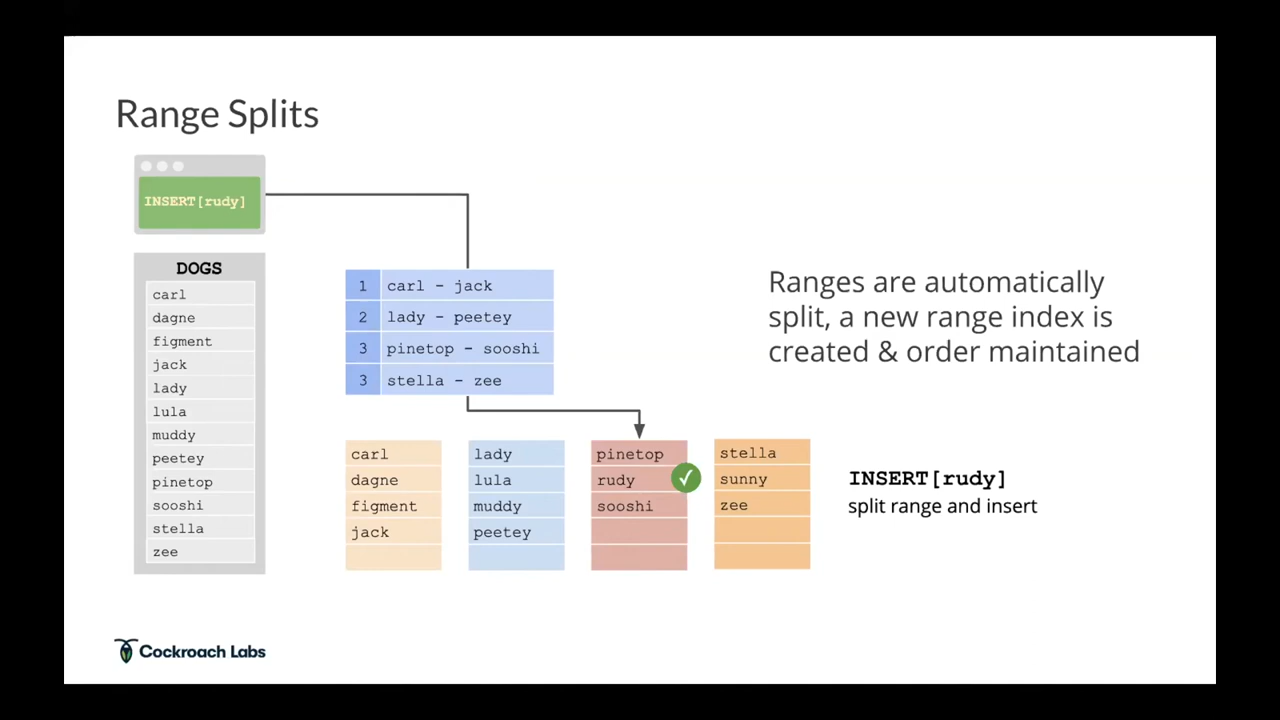 Range Splits
INSERT[rudy]
DOGS
carl
dagne
figment
jack
lady
lula
muddy
peetey
pinetop
sooshi
stella
zee
1 carl - jack
2 lady - peetey
3 pinetop - sooshi
3 stella - zee
carl
dagne
figment
jack
lady
lula
muddy
peetey
pinetop
rudy
sooshi
stella
sunny
zee
Ranges are automatically
split, a new range index is
created & order maintained
INSERT[rudy]
split range and insert
Cockroach Labs